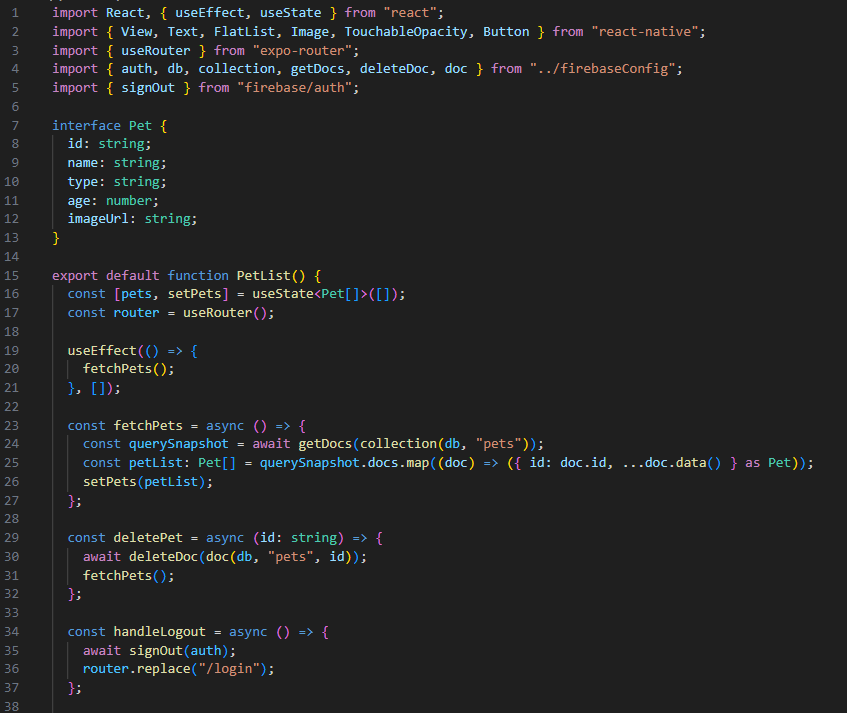 1 import React, { useEffect, useState } from "react";
2 import { View, Text, FlatList, Image, TouchableOpacity, Button } from "react-native";
3 import { useRouter } from "expo-router";
4 import { auth, db, collection, getDocs, deleteDoc, doc } from "../firebaseConfig";
5 import { signOut } from "firebase/auth";
6
7 interface Pet {
8   id: string;
9   name: string;
10   type: string;
11   age: number;
12   imageUrl: string;
13 }
14
15 export default function PetList() {
16   const [pets, setPets] = useState<Pet[]>([]);
17   const router = useRouter();
18
19   useEffect(() => {
20     fetchPets();
21   }, []);
22
23   const fetchPets = async () => {
24     const querySnapshot = await getDocs(collection(db, "pets"));
25     const petList: Pet[] = querySnapshot.docs.map((doc) => ({ id: doc.id, ...doc.data() } as Pet));
26     setPets(petList);
27   };
28
29   const deletePet = async (id: string) => {
30     await deleteDoc(doc(db, "pets", id));
31     fetchPets();
32   };
33
34   const handleLogout = async () => {
35     await signOut(auth);
36     router.replace("/login");
37   };
38